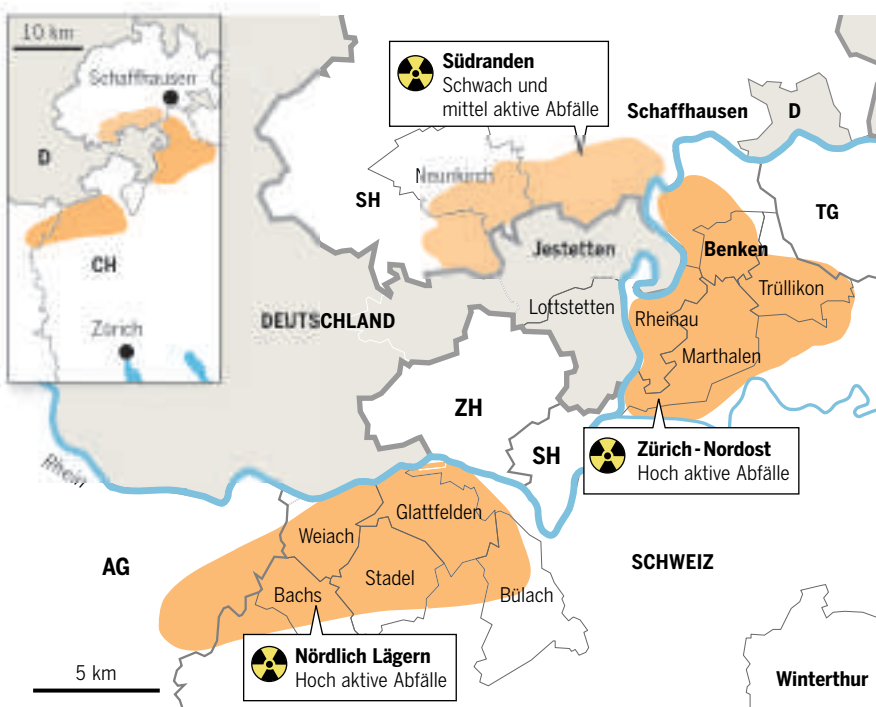 10 km
Schaffhausen
D
CH
Zürich
Südranden
Schwach und
mittel aktive Abfälle
Schaffhausen
D
Neunkirch
SH
TG
Jestetten
Benken
Lottstetten
Trüllikon
DEUTSCHLAND
Rheinau
Marthalen
ZH
SH
Zürich-Nordost
Hoch aktive Abfälle
Rhein
Glattfelden
Weiach
AG
Stadel
SCHWEIZ
Bachs
Bülach
Nördlich Lägern
Hoch aktive Abfälle
5 km
Winterthur